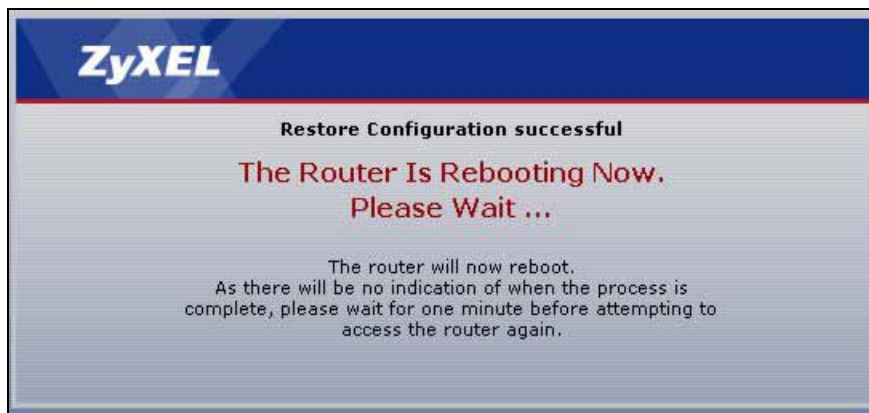 ZyXEL
Restore Configuration successful
The Router Is Rebooting Now.
Please Wait ...
The router will now reboot.
As there will be no indication of when the process is
complete, please wait for one minute before attempting to
access the router again.